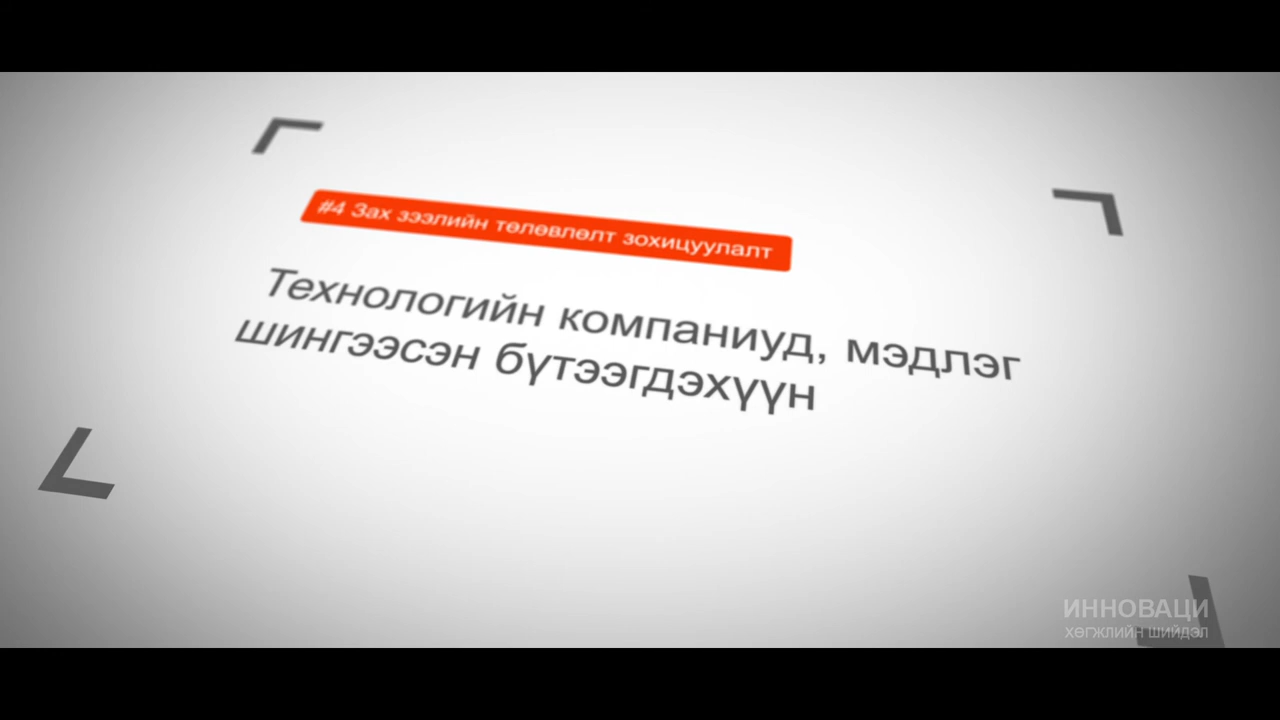 #4 Зах зээлийн төлөвлөлт зохицуулалт
Технологийн компаниуд, мэдлэг
шингээсэн бүтээгдэхүүн
ИННОВАЦИ
ХӨГЖЛИЙН ШИЙДЭЛ